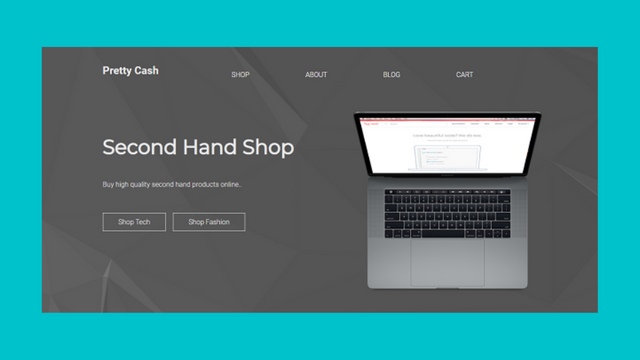 Pretty Cash
SHOP ABOUT BLOG CART
Second Hand Shop
Buy high quality second hand products online..
Shop Tech Shop Fashion